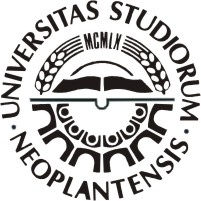 UNIVERSITAS STUDIORUM
MCMLX
· NEOPLANTENSIS ·